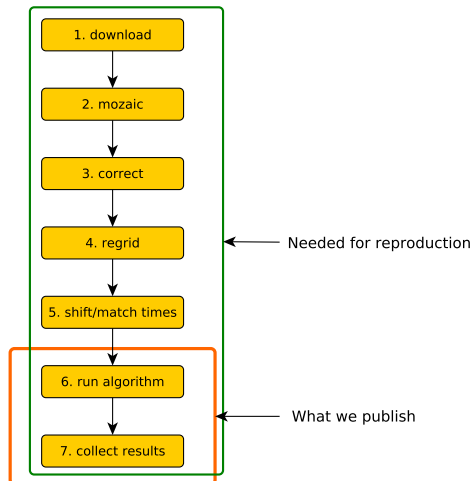 1. download
2. mozaic
3. correct
4. regrid
Needed for reproduction
5. shift/match times
6. run algorithm
What we publish
7. collect results